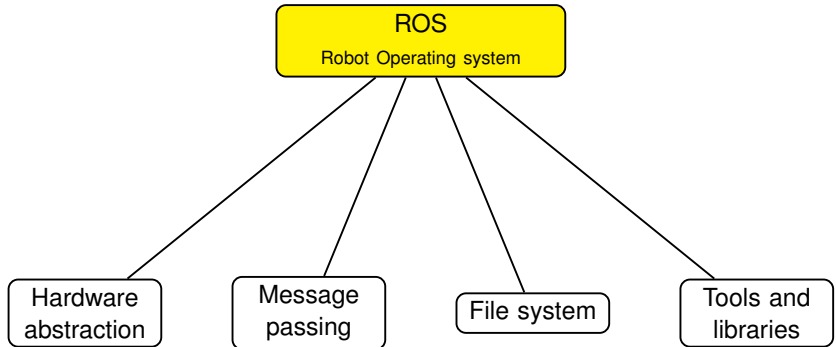 ROS
Robot Operating system
Hardware
abstraction
Message
passing
File system
Tools and
libraries